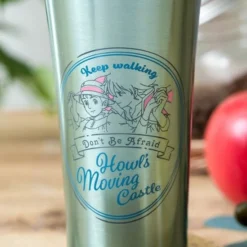 Keep walking
Don't Be Afraid
Howl's
Moving
Castle